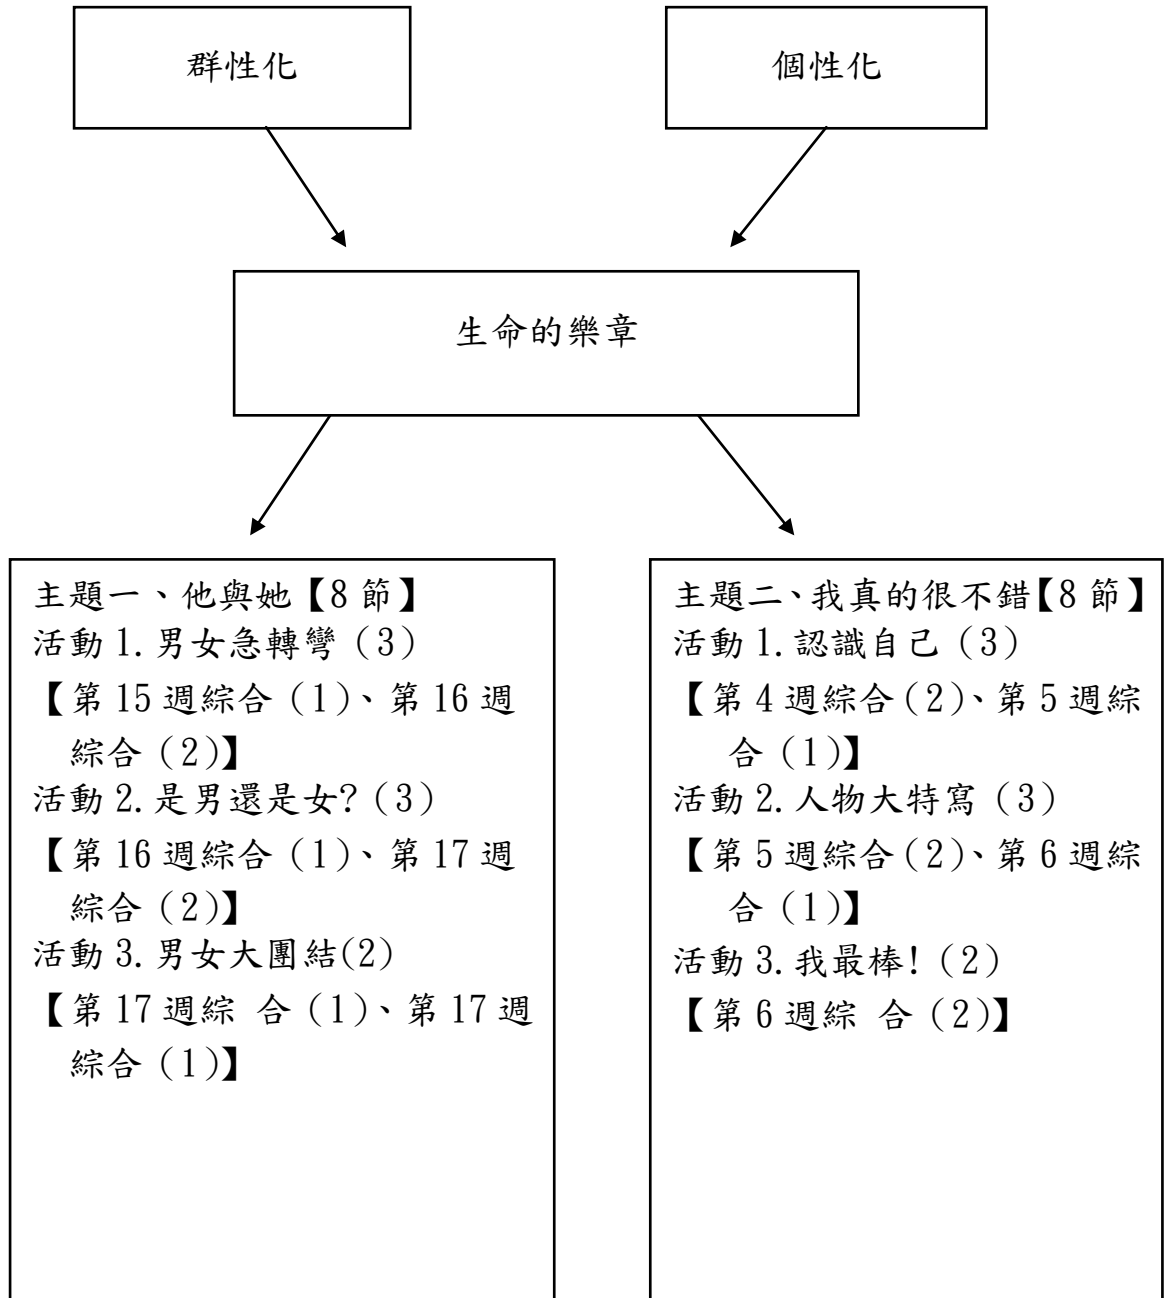 群性化
個性化
生命的樂章
主題一、他與她【8 節】
活動 1.男女急轉彎（3）
【第 15 週綜合（1）、第 16 週
綜合（2）】
活動 2.是男還是女?（3）
【第 16 週綜合（1）、第 17 週
綜合（2）】
活動 3.男女大團結(2)
【第 17 週綜 合（1）、第 17 週
綜合（1）】
主題二、我真的很不錯【8 節】
活動 1.認識自己（3）
【第 4 週綜合（2）、第 5 週綜
合（1）】
活動 2.人物大特寫（3）
【第 5 週綜合（2）、第 6 週綜
合（1）】
活動 3.我最棒!（2）
【第 6 週綜 合（2）】